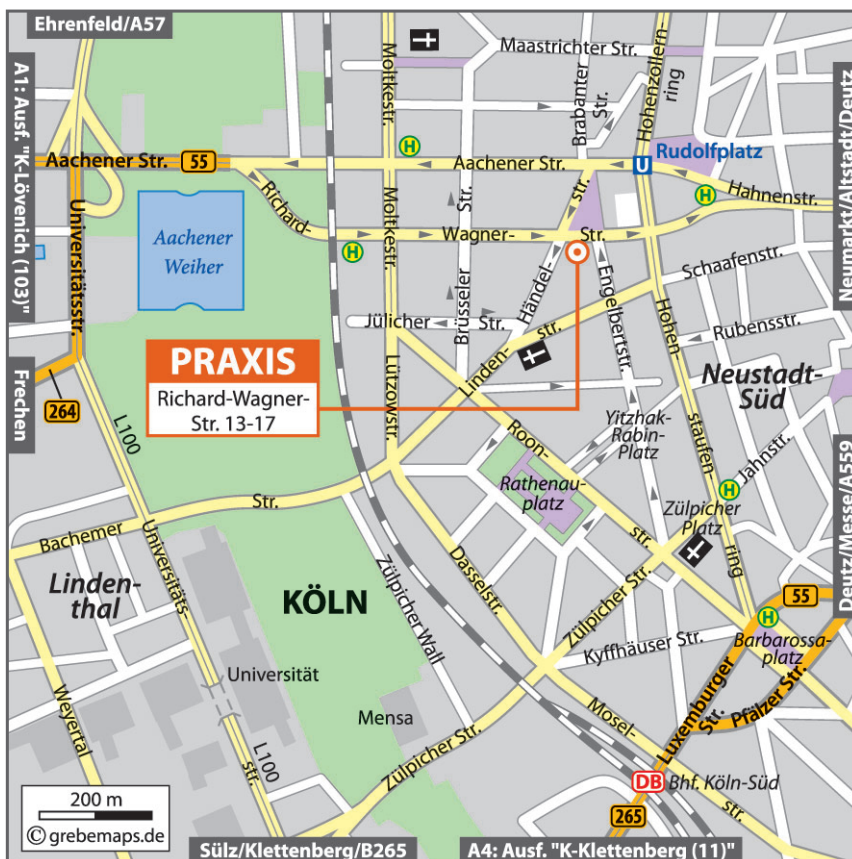 Ehrenfeld/A57
A1: Ausf. "K-Lövenich (103)"
Frechen
Neumarkt/Altstadt/Deutz
Deutz/Messe/A559
Sülz/Klettenberg/B265
A4: Ausf. "K-Klettenberg (11)"
Maastrichter Str.
Moltkestr.
Brabanter
Str.
Hohenzollern-
ring
Aachener Str.
55
H
Aachener Str.
U
Rudolfplatz
Hahnenstr.
H
Universitätsstr.
Aachener
Weiher
Richard-
Wagner-
Str.
H
Moltkestr.
Brüsseler
Str.
Händel-
str.
Engelbertstr.
Schaafenstr.
Hohen-
staufen-
ring
Rubensstr.
Jülicher
Str.
Linden-
str.
PRAXIS
Richard-Wagner-
Str. 13-17
Lützowstr.
Neustadt-
Süd
264
L100
Roon-
str.
Yitzhak-
Rabin-
Platz
Rathenau-
platz
Jahnstr.
H
Zülpicher
Platz
Bachemer
Str.
Universitäts-
str.
Linden-
thal
KÖLN
Zülpicher Wall
Dasselstr.
Zülpicher Str.
Kyffhäuser Str.
55
H
Barbarossa-
platz
Universität
Mensa
Weyertal
L100
Zülpicher Str.
Mosel-
str.
Luxemburger
Str.
Pfälzer Str.
DB
Bhf. Köln-Süd
265
200 m
© grebemaps.de